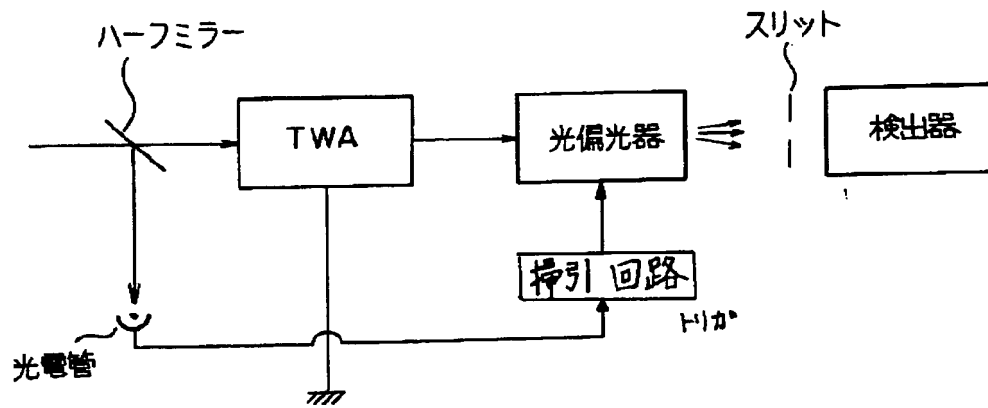 ハーフミラー
スリット
TWA
光偏光器
検出器
掃引 回路
トリガ
光電管